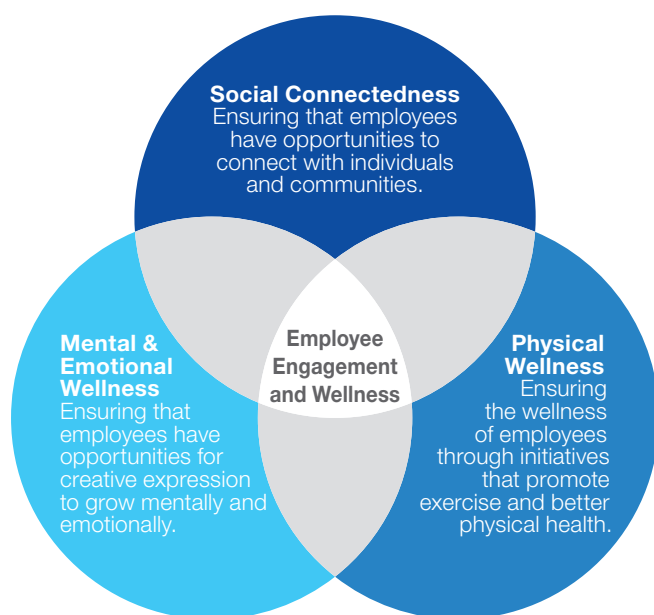 Social Connectedness
Ensuring that employees
have opportunities to
connect with individuals
and communities.
Employee
Engagement
and Wellness
Mental &
Emotional
Wellness
Ensuring that
employees have
opportunities for
creative expression
to grow mentally and
emotionally.
Physical
Wellness
Ensuring
the wellness
of employees
through initiatives
that promote
exercise and better
physical health.